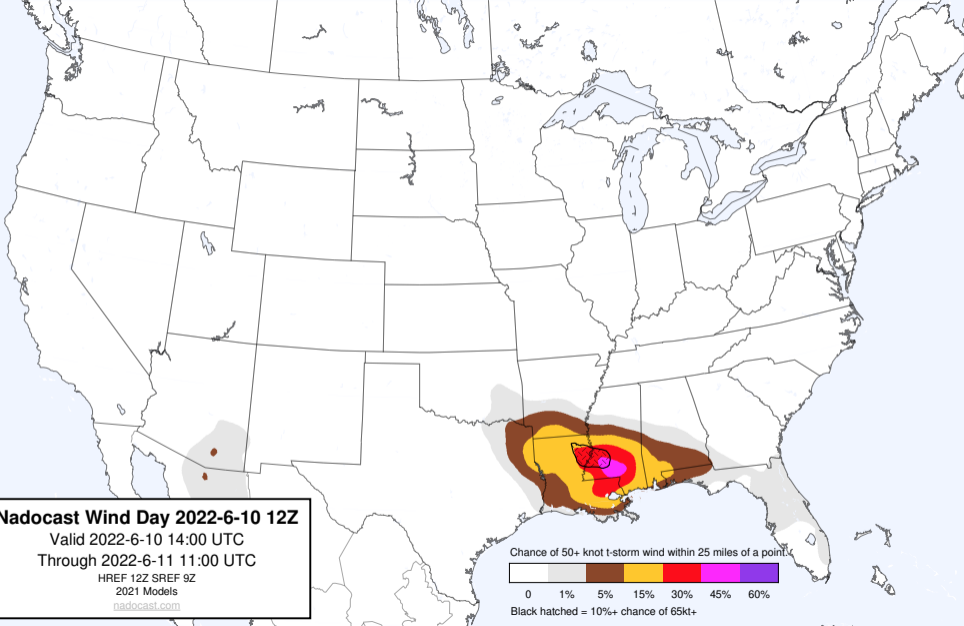 Nadocast Wind Day 2022-6-10 12Z
Valid 2022-6-10 14:00 UTC
Through 2022-6-11 11:00 UTC
HREF 12Z SREF 9Z
2021 Models
nadocast.com
Chance of 50+ knot t-storm wind within 25 miles of a point.
0 1% 5% 15% 30% 45% 60%
Black hatched = 10%+ chance of 65kt+